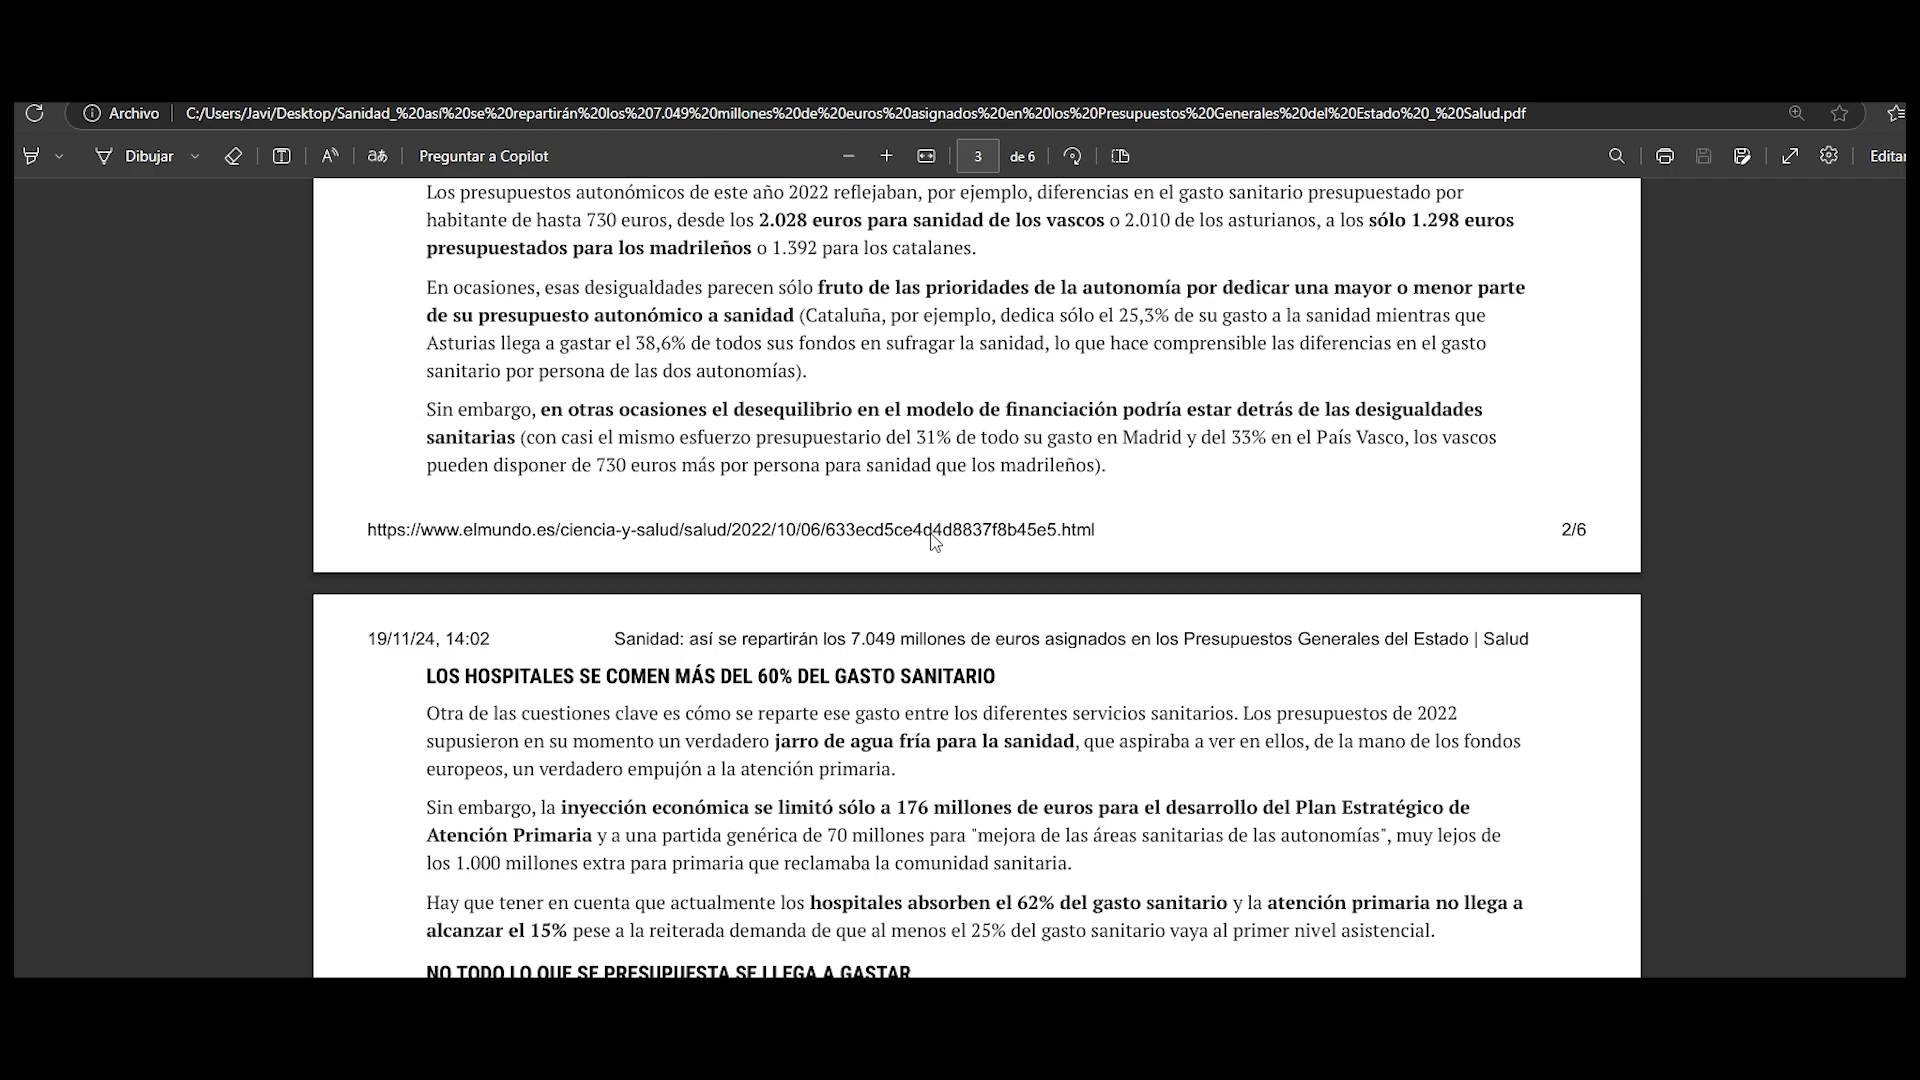 Archivo
C:/Users/Javi/Desktop/Sanidad_%20así%20se%20repartirán%20los%207.049%20millones%20de%20euros%20asignados%20en%20los%20Presupuestos%20Generales%20del%20Estado%20_%20Salud.pdf
Dibujar
Preguntar a Copilot
3 de 6
Editar
Los presupuestos autonómicos de este año 2022 reflejaban, por ejemplo, diferencias en el gasto sanitario presupuestado por
habitante de hasta 730 euros, desde los 2.028 euros para sanidad de los vascos o 2.010 de los asturianos, a los sólo 1.298 euros
presupuestados para los madrileños o 1.392 para los catalanes.
En ocasiones, esas desigualdades parecen sólo fruto de las prioridades de la autonomía por dedicar una mayor o menor parte
de su presupuesto autonómico a sanidad (Cataluña, por ejemplo, dedica sólo el 25,3% de su gasto a la sanidad mientras que
Asturias llega a gastar el 38,6% de todos sus fondos en sufragar la sanidad, lo que hace comprensible las diferencias en el gasto
sanitario por persona de las dos autonomías).
Sin embargo, en otras ocasiones el desequilibrio en el modelo de financiación podría estar detrás de las desigualdades
sanitarias (con casi el mismo esfuerzo presupuestario del 31% de todo su gasto en Madrid y del 33% en el País Vasco, los vascos
pueden disponer de 730 euros más por persona para sanidad que los madrileños).
https://www.elmundo.es/ciencia-y-salud/salud/2022/10/06/633ecd5ce4d4d8837f8b45e5.html
2/6
19/11/24, 14:02
Sanidad: así se repartirán los 7.049 millones de euros asignados en los Presupuestos Generales del Estado | Salud
LOS HOSPITALES SE COMEN MÁS DEL 60% DEL GASTO SANITARIO
Otra de las cuestiones clave es cómo se reparte ese gasto entre los diferentes servicios sanitarios. Los presupuestos de 2022
supusieron en su momento un verdadero jarro de agua fría para la sanidad, que aspiraba a ver en ellos, de la mano de los fondos
europeos, un verdadero empujón a la atención primaria.
Sin embargo, la inyección económica se limitó sólo a 176 millones de euros para el desarrollo del Plan Estratégico de
Atención Primaria y a una partida genérica de 70 millones para "mejora de las áreas sanitarias de las autonomías", muy lejos de
los 1.000 millones extra para primaria que reclamaba la comunidad sanitaria.
Hay que tener en cuenta que actualmente los hospitales absorben el 62% del gasto sanitario y la atención primaria no llega a
alcanzar el 15% pese a la reiterada demanda de que al menos el 25% del gasto sanitario vaya al primer nivel asistencial.
NO TODO LO QUE SE PRESUPUESTA SE LLEGA A GASTAR